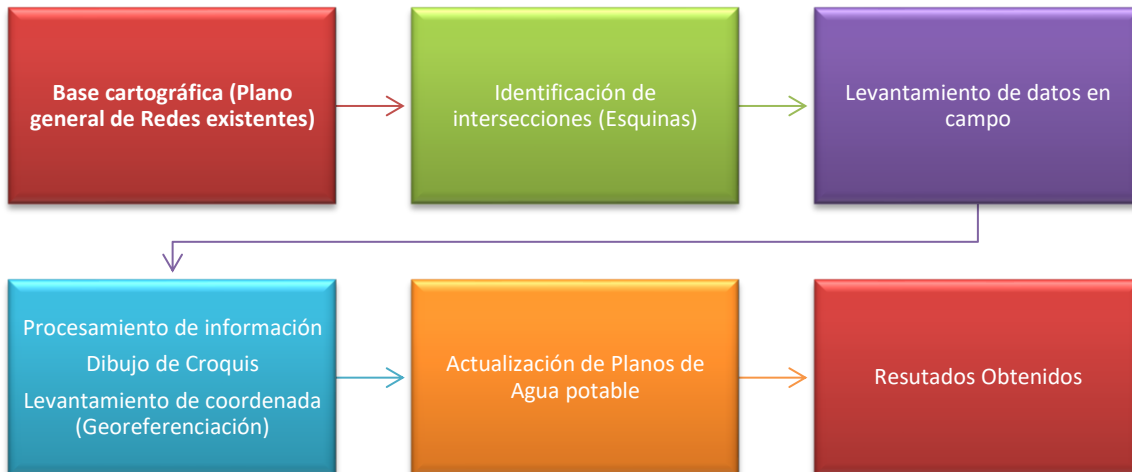 Base cartográfica (Plano
general de Redes existentes)
Identificación de
intersecciones (Esquinas)
Levantamiento de datos en
campo
Procesamiento de información
Dibujo de Croquis
Levantamiento de coordenada
(Georeferenciación)
Actualización de Planos de
Agua potable
Resutados Obtenidos